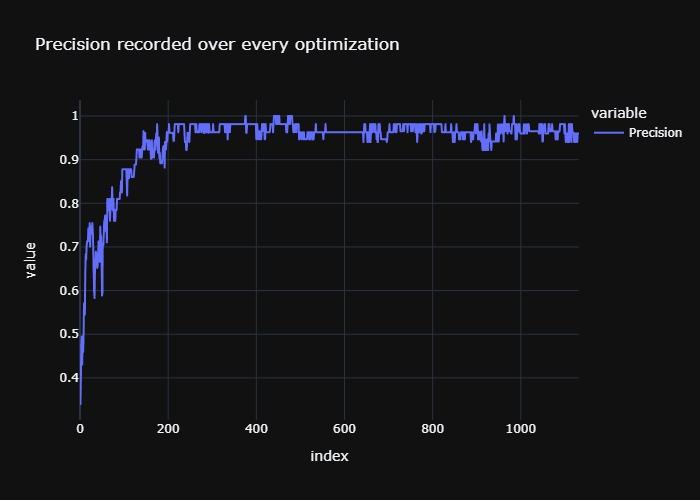 Precision recorded over every optimization
variable
Precision
value
1
0.9
0.8
0.7
0.6
0.5
0.4
0 200 400 600 800 1000
index